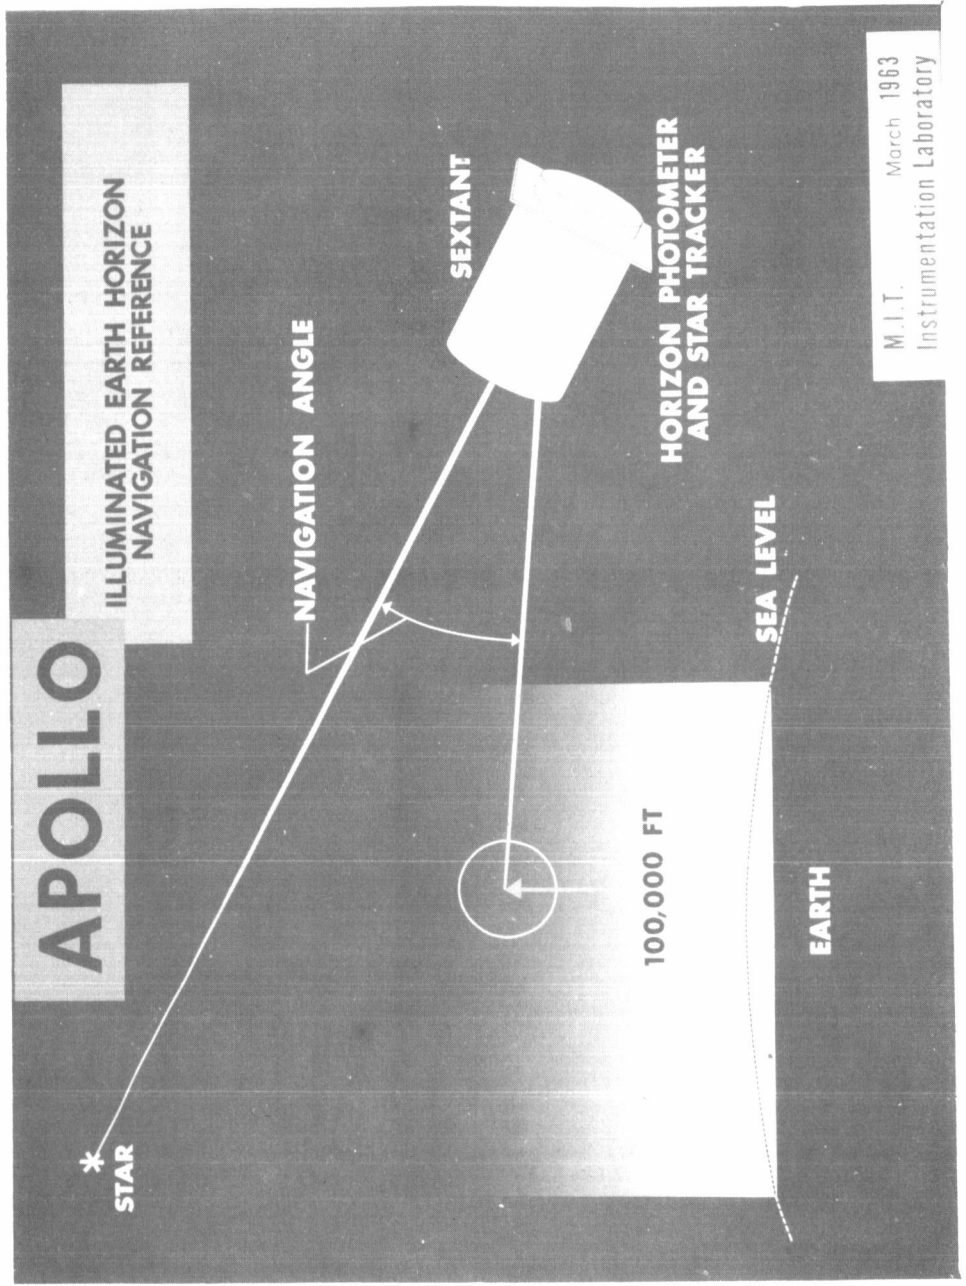 APOLLO
ILLUMINATED EARTH HORIZON
NAVIGATION REFERENCE
STAR
NAVIGATION ANGLE
SEXTANT
HORIZON PHOTOMETER
AND STAR TRACKER
100,000 FT
SEA LEVEL
EARTH
M.I.T. March 1963
Instrumentation Laboratory